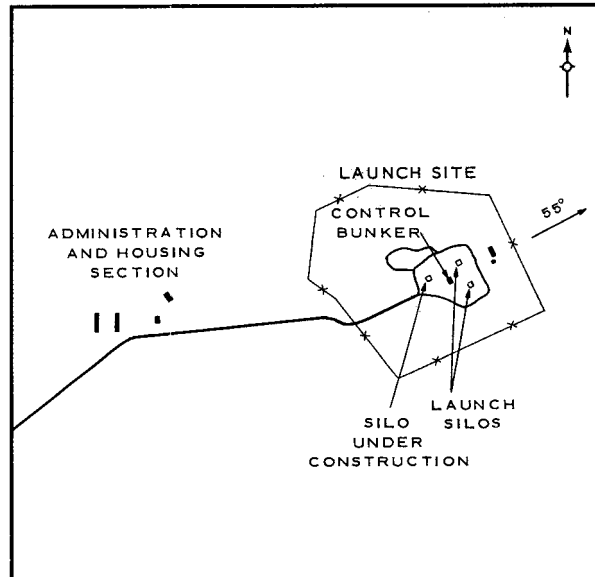 N
LAUNCH SITE
55°
CONTROL
BUNKER
ADMINISTRATION
AND HOUSING
SECTION
SILO
UNDER
CONSTRUCTION
LAUNCH
SILOS